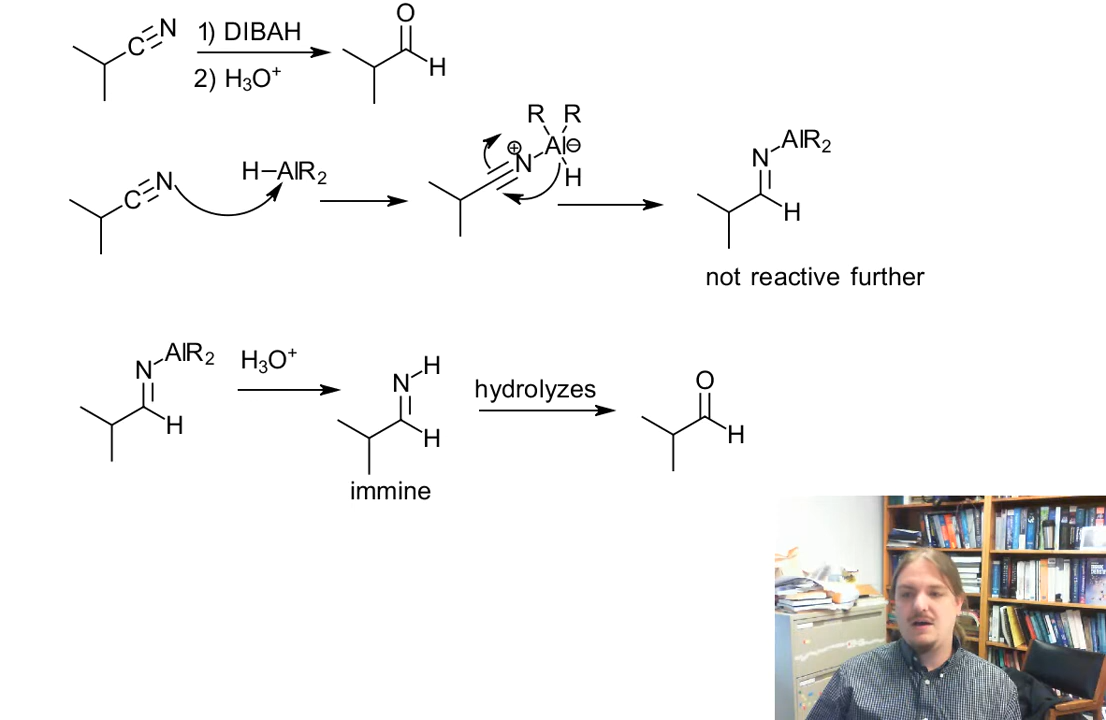 C≡N 1) DIBAH O
2) H₃O⁺ H
R R
C≡N H–AlR₂ ⊕ N Al⊖ H N AlR₂ H
not reactive further
N AlR₂ H H₃O⁺ N H H hydrolyzes O H
immine